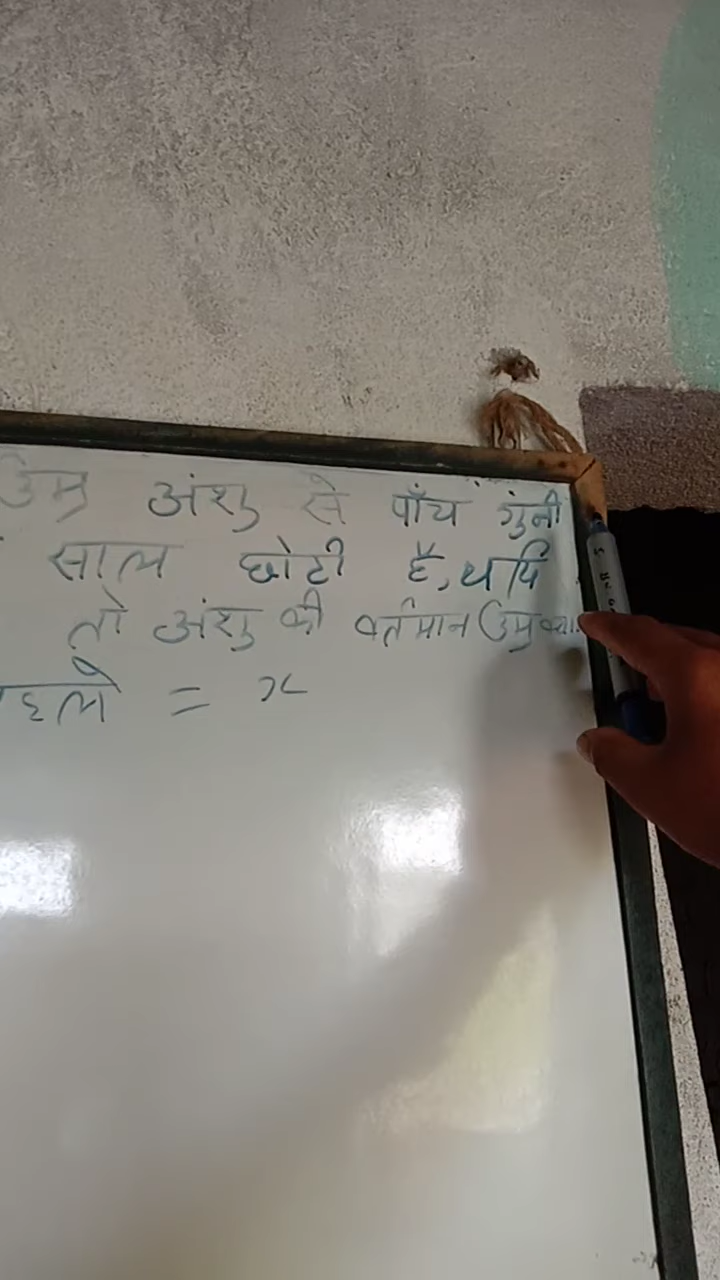 उम्र अंशु से पाँच गुनी
साल छोटी है, यदि
तो अंशु की वर्तमान उम्र क्या
हले = x